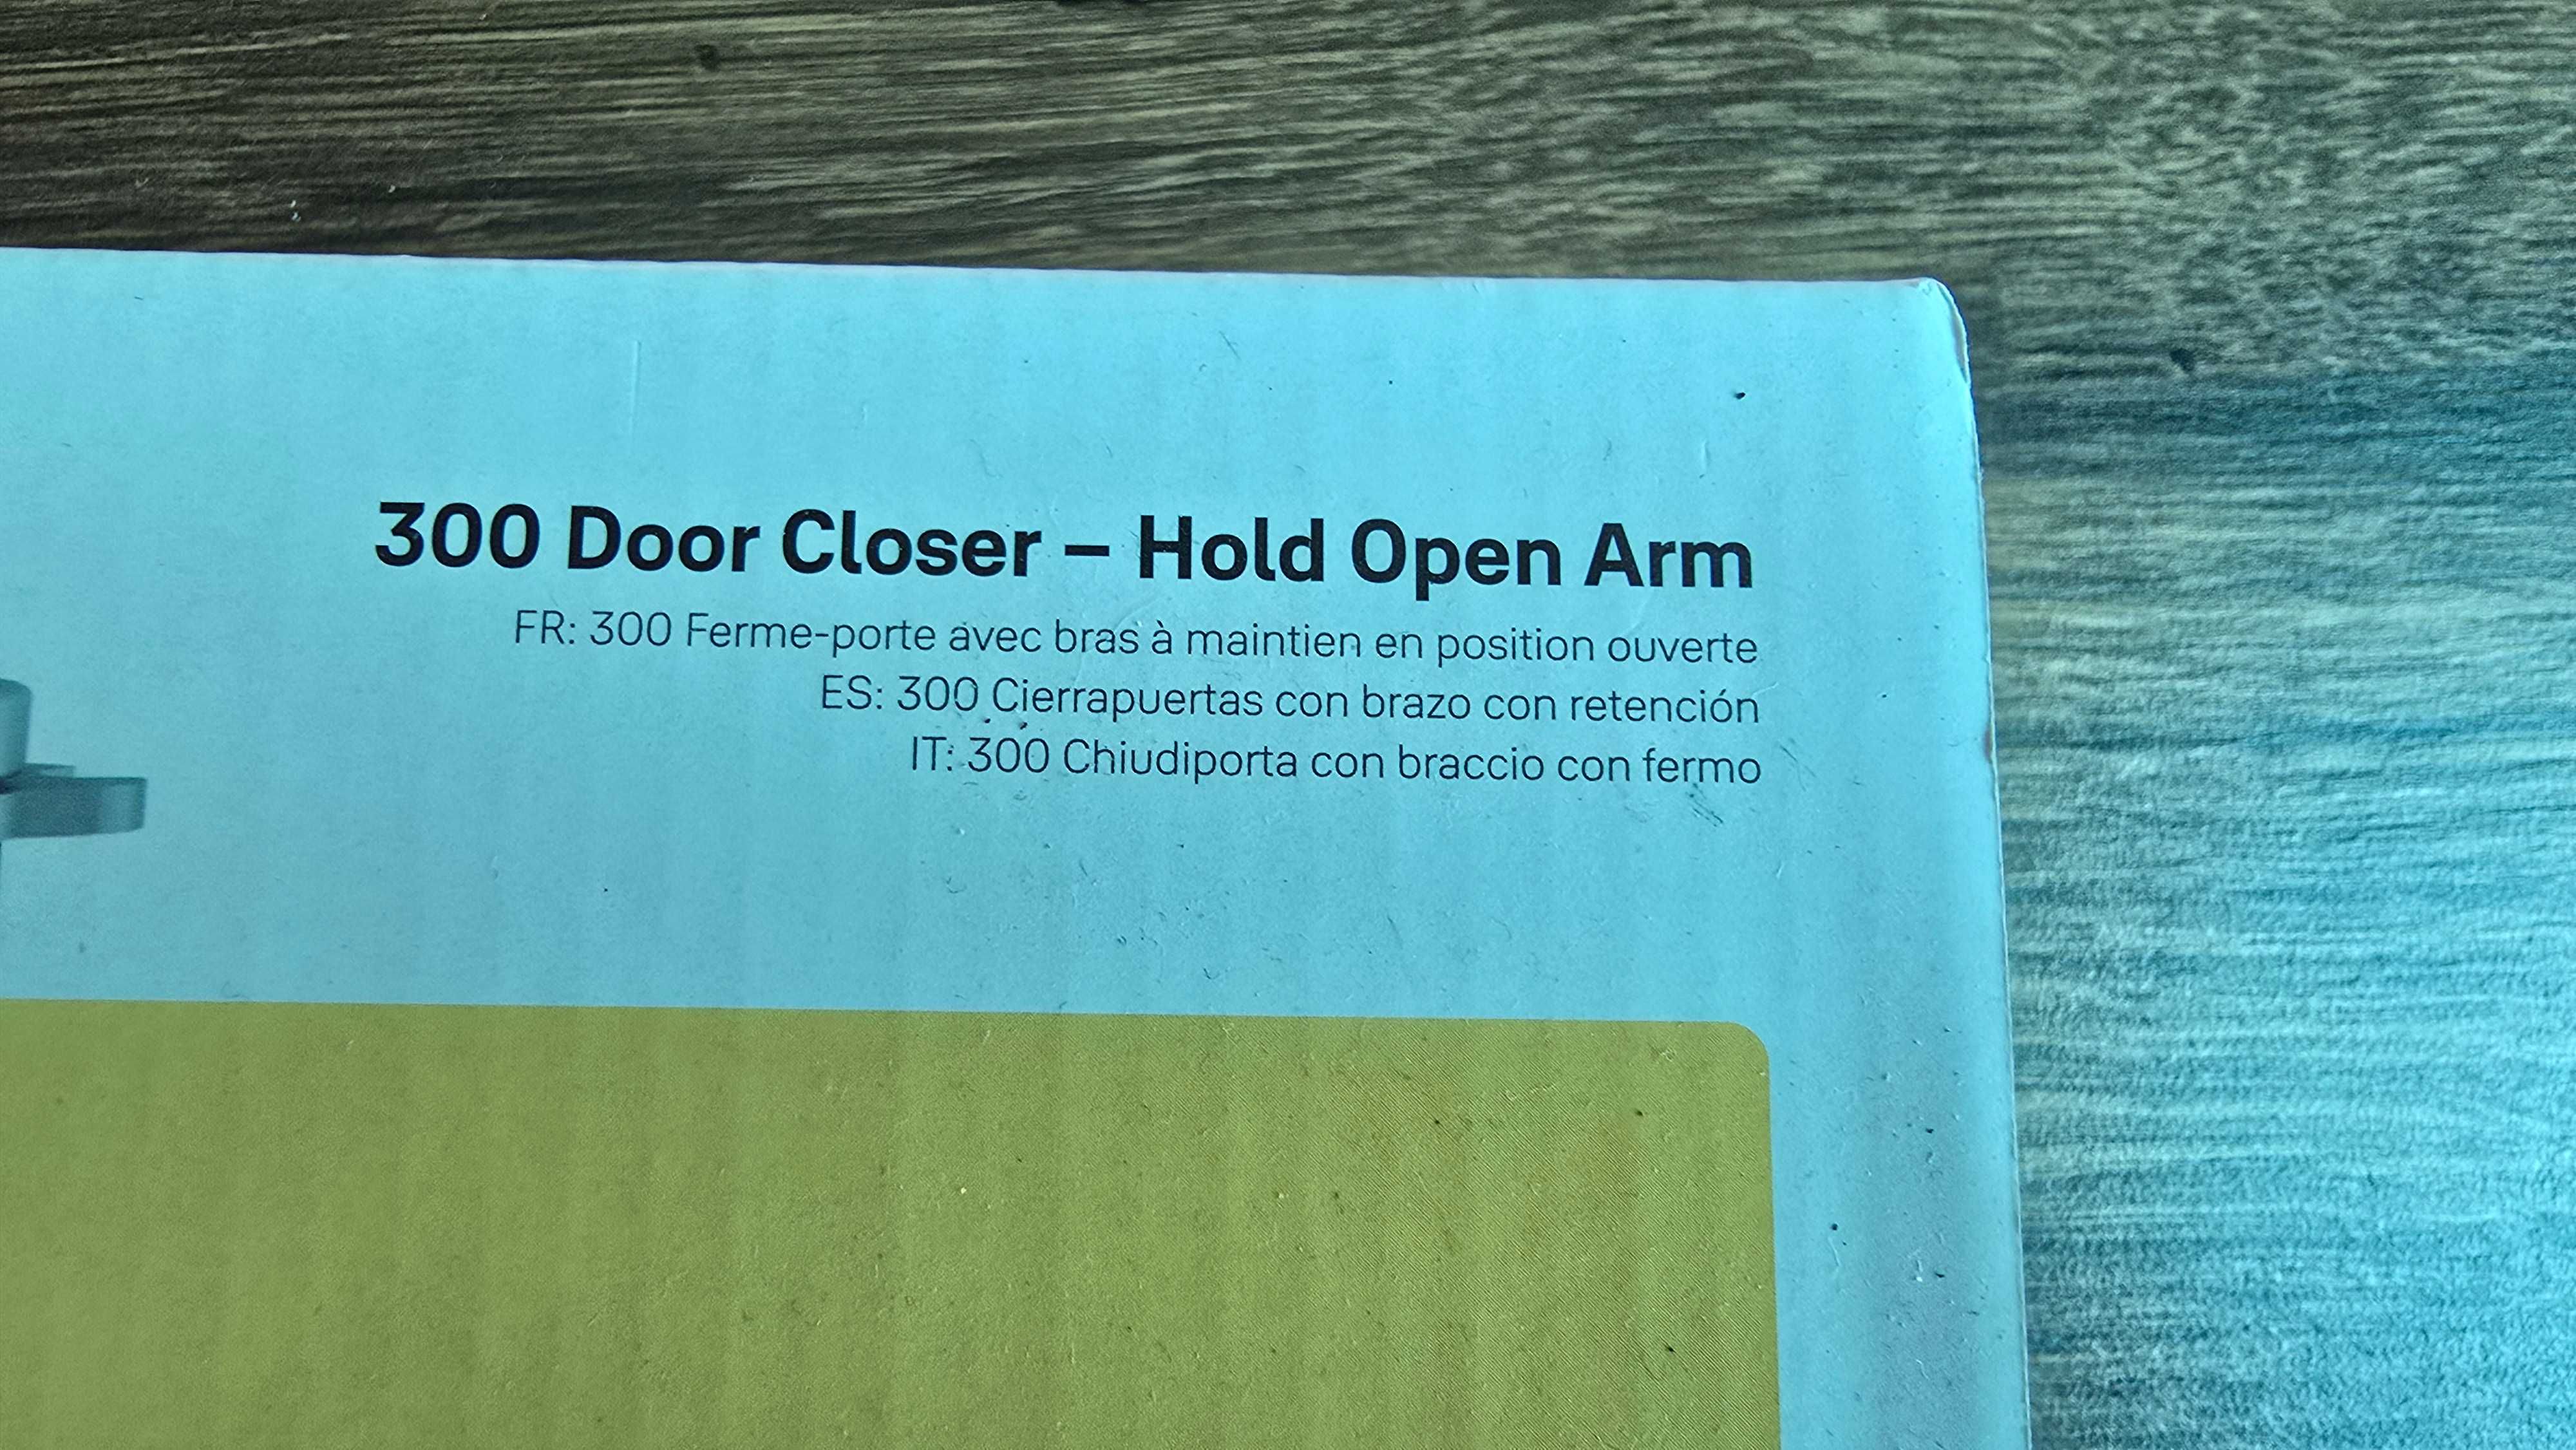 300 Door Closer – Hold Open Arm
FR: 300 Ferme-porte avec bras à maintien en position ouverte
ES: 300 Cierrapuertas con brazo con retención
IT: 300 Chiudiporta con braccio con fermo